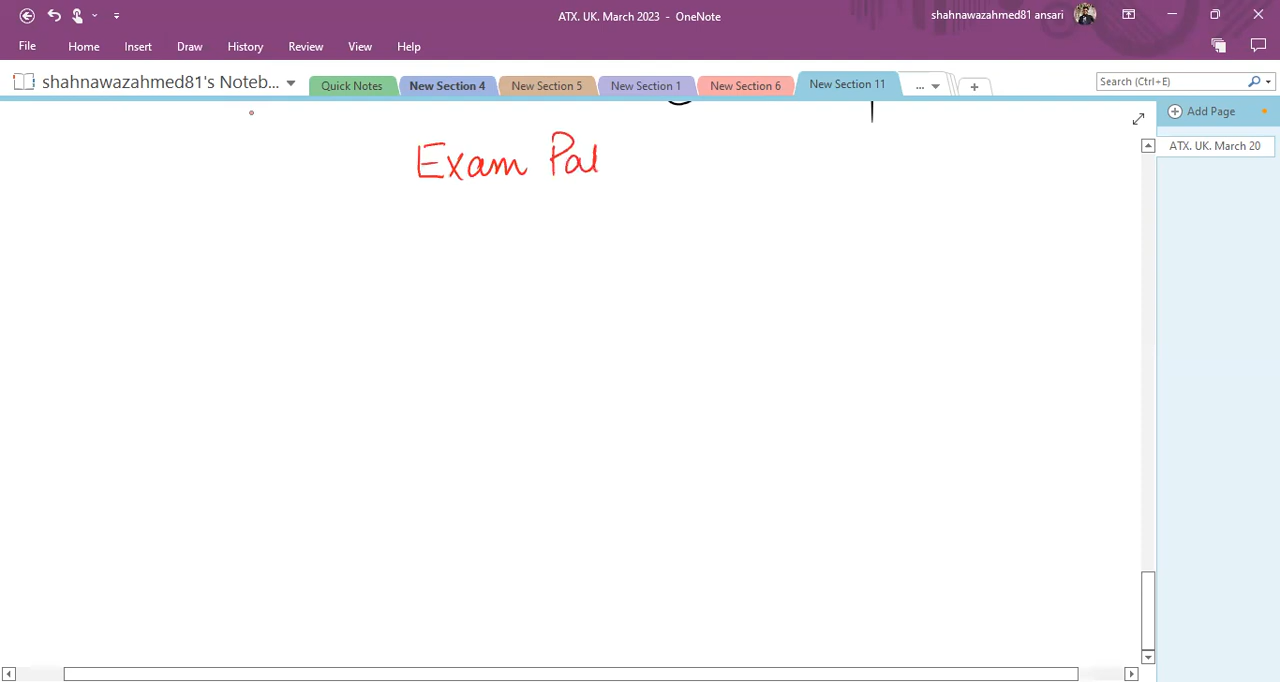 ATX. UK. March 2023 - OneNote
shahnawazahmed81 ansari
File Home Insert Draw History Review View Help
shahnawazahmed81's Noteb... Quick Notes New Section 4 New Section 5 New Section 1 New Section 6 New Section 11 ... + Search (Ctrl+E)
Add Page
ATX. UK. March 20
Exam Pal